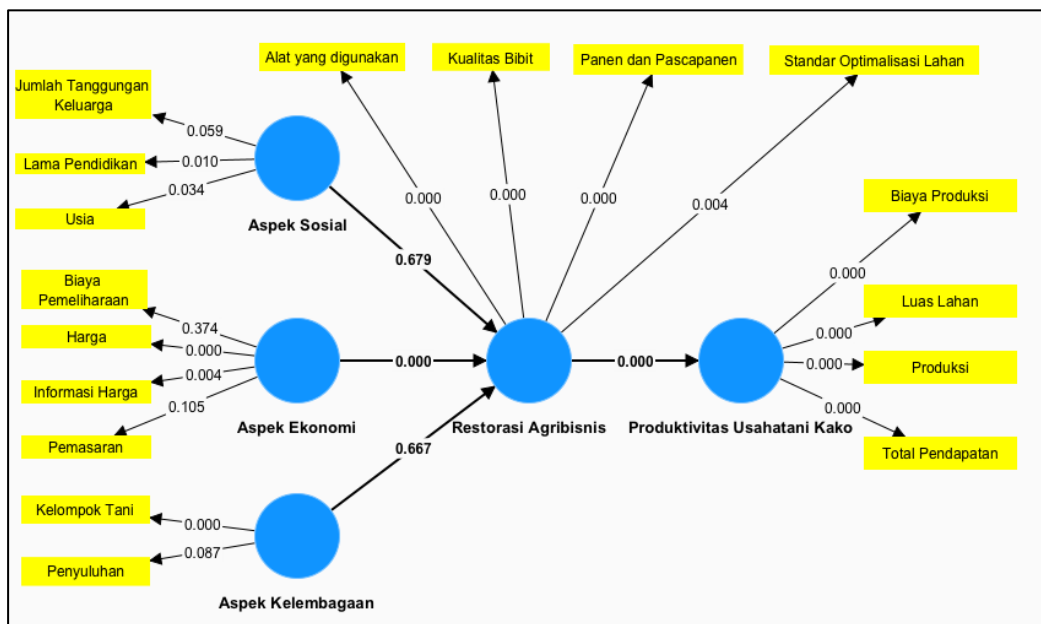 Alat yang digunakan
Kualitas Bibit
Panen dan Pascapanen
Standar Optimalisasi Lahan
Jumlah Tanggungan
Keluarga
0.059
Lama Pendidikan
0.010
0.034
Usia
Aspek Sosial
0.000
0.000
0.000
0.004
0.679
Biaya
Pemeliharaan
0.374
Harga
0.000
Informasi Harga
0.004
0.105
Pemasaran
Aspek Ekonomi
0.000
Restorasi Agribisnis
0.000
Produktivitas Usahatani Kako
Biaya Produksi
0.000
Luas Lahan
0.000
0.000
Produksi
0.000
Total Pendapatan
0.667
Kelompok Tani
0.000
0.087
Penyuluhan
Aspek Kelembagaan